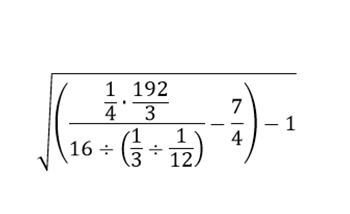 √((1/4 · 192/3)/(16 ÷ (1/3 ÷ 1/12)) − 7/4) − 1